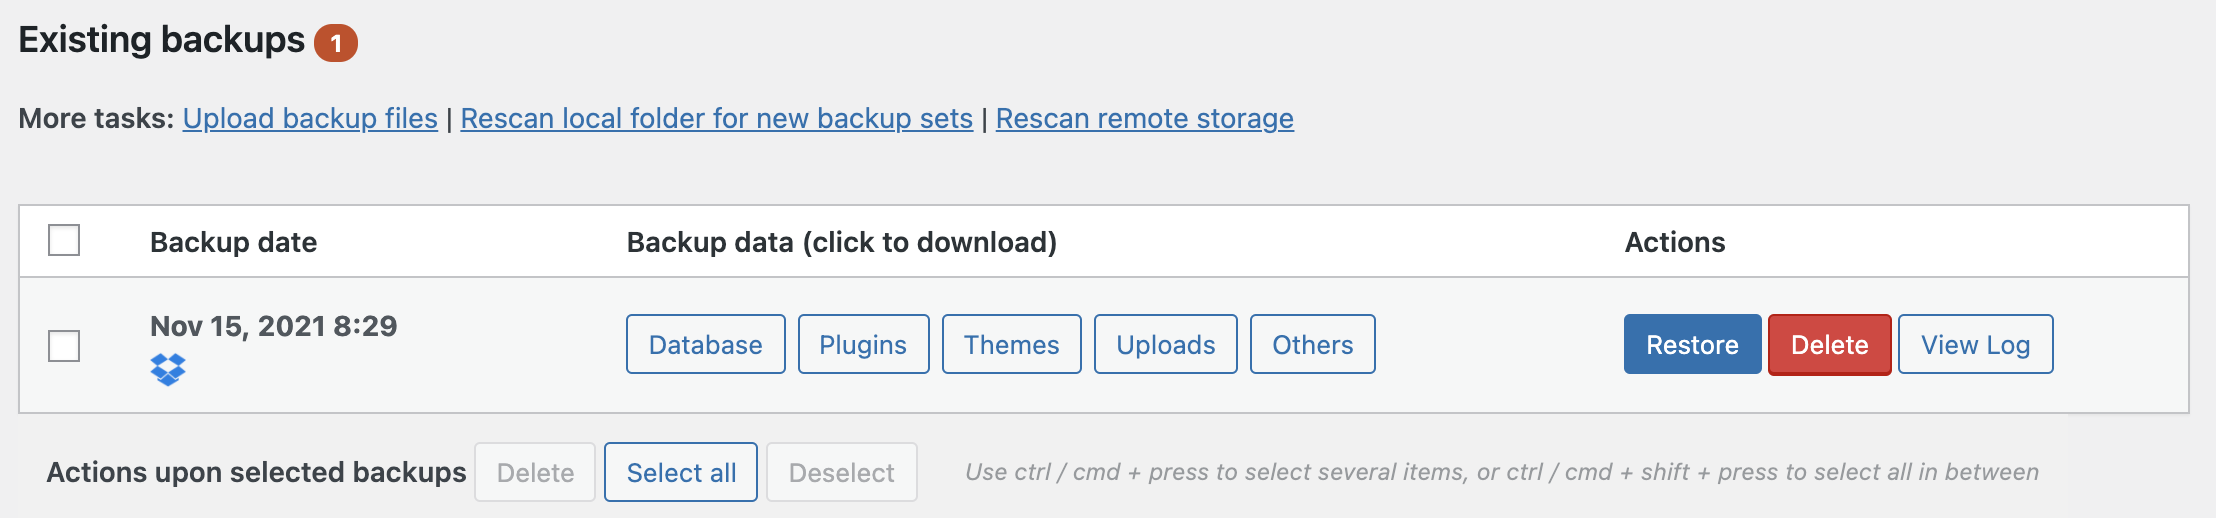 Existing backups 1
More tasks: Upload backup files | Rescan local folder for new backup sets | Rescan remote storage
Backup date Backup data (click to download) Actions
Nov 15, 2021 8:29
Database Plugins Themes Uploads Others Restore Delete View Log
Actions upon selected backups Delete Select all Deselect Use ctrl / cmd + press to select several items, or ctrl / cmd + shift + press to select all in between